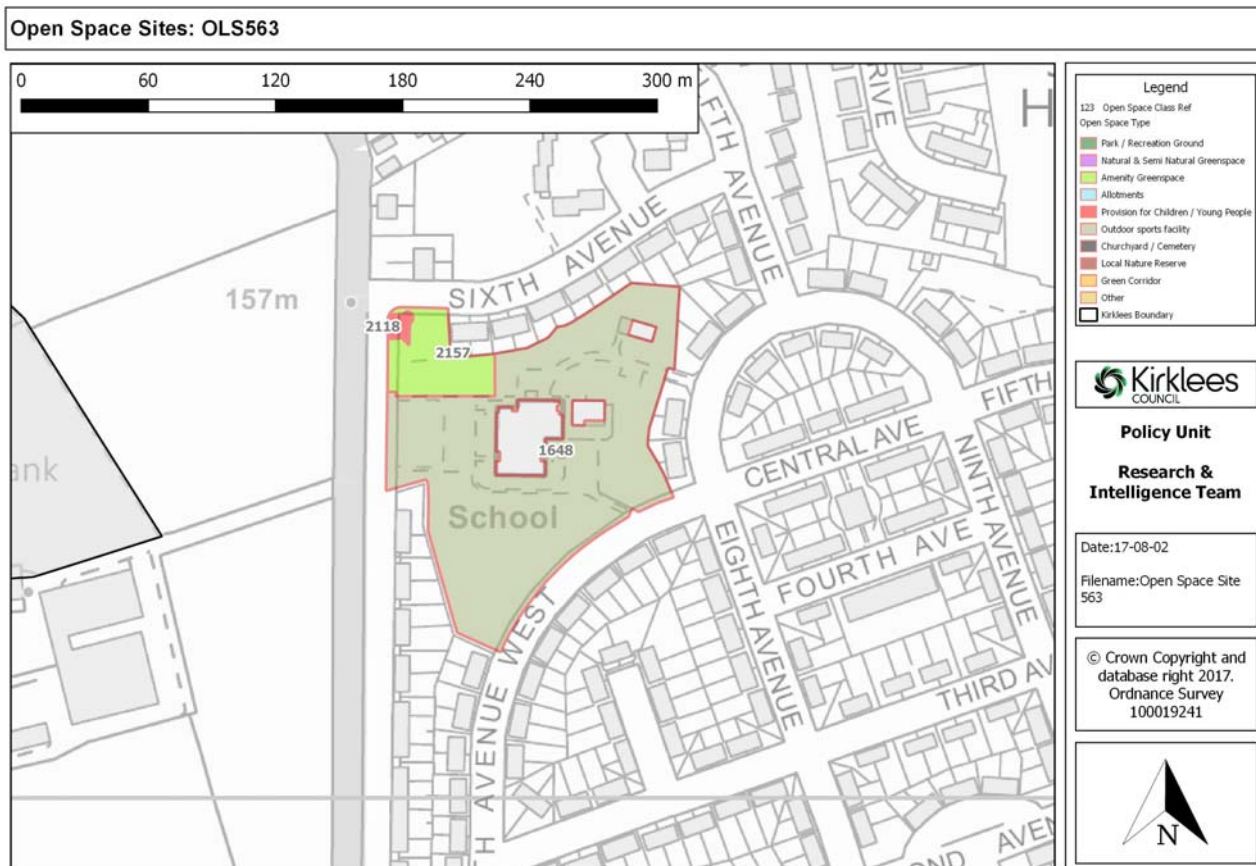 Open Space Sites: OLS563
0 60 120 180 240 300 m
LFTH AVENUE
RIVE
H
SIXTH AVENUE
157m
2118
2157
1648
ank
School
FIFTH
CENTRAL AVE
NINTH AVENUE
EIGHTH AVENUE
FOURTH AVE
THIRD AV
TH AVENUE WEST
OND AVEN
Legend
123 Open Space Class Ref
Open Space Type
Park / Recreation Ground
Natural & Semi Natural Greenspace
Amenity Greenspace
Allotments
Provision for Children / Young People
Outdoor sports facility
Churchyard / Cemetery
Local Nature Reserve
Green Corridor
Other
Kirklees Boundary
Kirklees
COUNCIL
Policy Unit
Research &
Intelligence Team
Date:17-08-02
Filename:Open Space Site
563
© Crown Copyright and
database right 2017.
Ordnance Survey
100019241
N